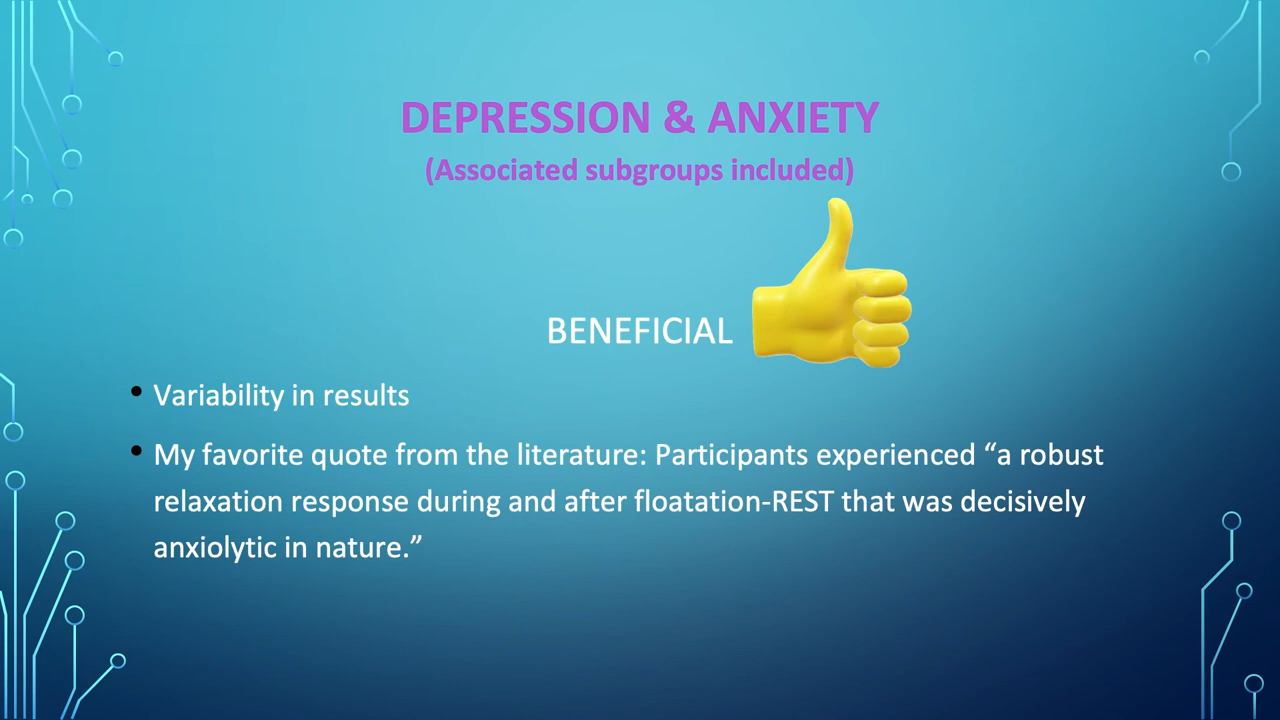 DEPRESSION & ANXIETY
(Associated subgroups included)
BENEFICIAL
• Variability in results
• My favorite quote from the literature: Participants experienced “a robust
relaxation response during and after floatation-REST that was decisively
anxiolytic in nature.”